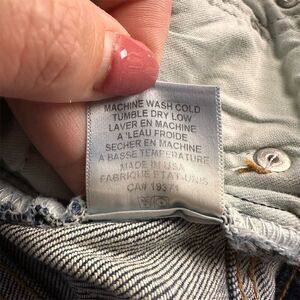 MACHINE WASH COLD
TUMBLE DRY LOW
LAVER EN MACHINE
A L'EAU FROIDE
SECHER EN MACHINE
A BASSE TEMPERATURE
MADE IN USA
FABRIQUE ETATS-UNIS
CA# 19371